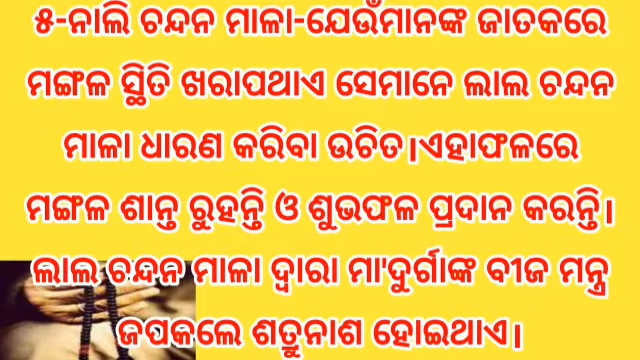 ୫-ନାଲି ଚନ୍ଦନ ମାଳା-ଯେଉଁମାନଙ୍କ ଜାତକରେ
ମଙ୍ଗଳ ସ୍ଥିତି ଖରାପଥାଏ ସେମାନେ ଲାଲ ଚନ୍ଦନ
ମାଳା ଧାରଣ କରିବା ଉଚିତ।ଏହାଫଳରେ
ମଙ୍ଗଳ ଶାନ୍ତ ରୁହନ୍ତି ଓ ଶୁଭଫଳ ପ୍ରଦାନ କରନ୍ତି।
ଲାଲ ଚନ୍ଦନ ମାଳା ଦ୍ୱାରା ମା'ଦୁର୍ଗାଙ୍କ ବୀଜ ମନ୍ତ୍ର
ଜପକଲେ ଶତ୍ରୁନାଶ ହୋଇଥାଏ।